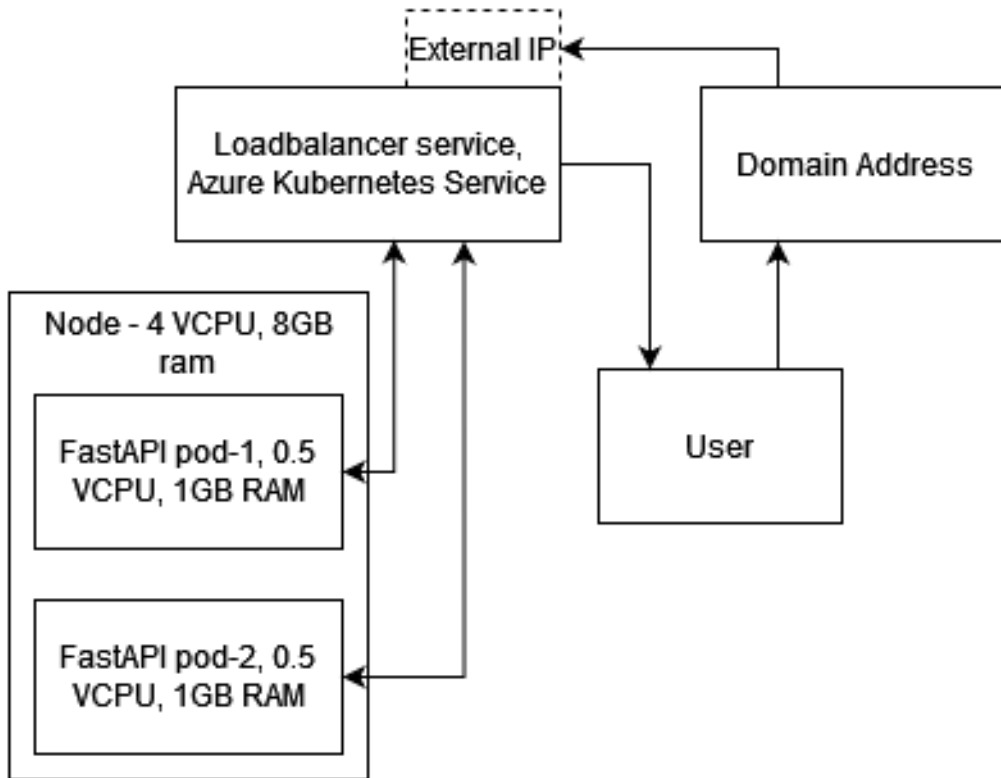 External IP
Loadbalancer service,
Azure Kubernetes Service
Domain Address
Node - 4 VCPU, 8GB
ram
FastAPI pod-1, 0.5
VCPU, 1GB RAM
User
FastAPI pod-2, 0.5
VCPU, 1GB RAM